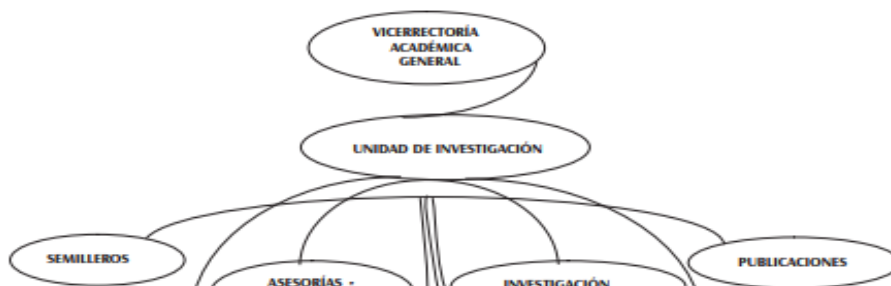 VICERRECTORÍA
ACADÉMICA
GENERAL
UNIDAD DE INVESTIGACIÓN
SEMILLEROS
PUBLICACIONES
ASESORÍAS -
INVESTIGACIÓN